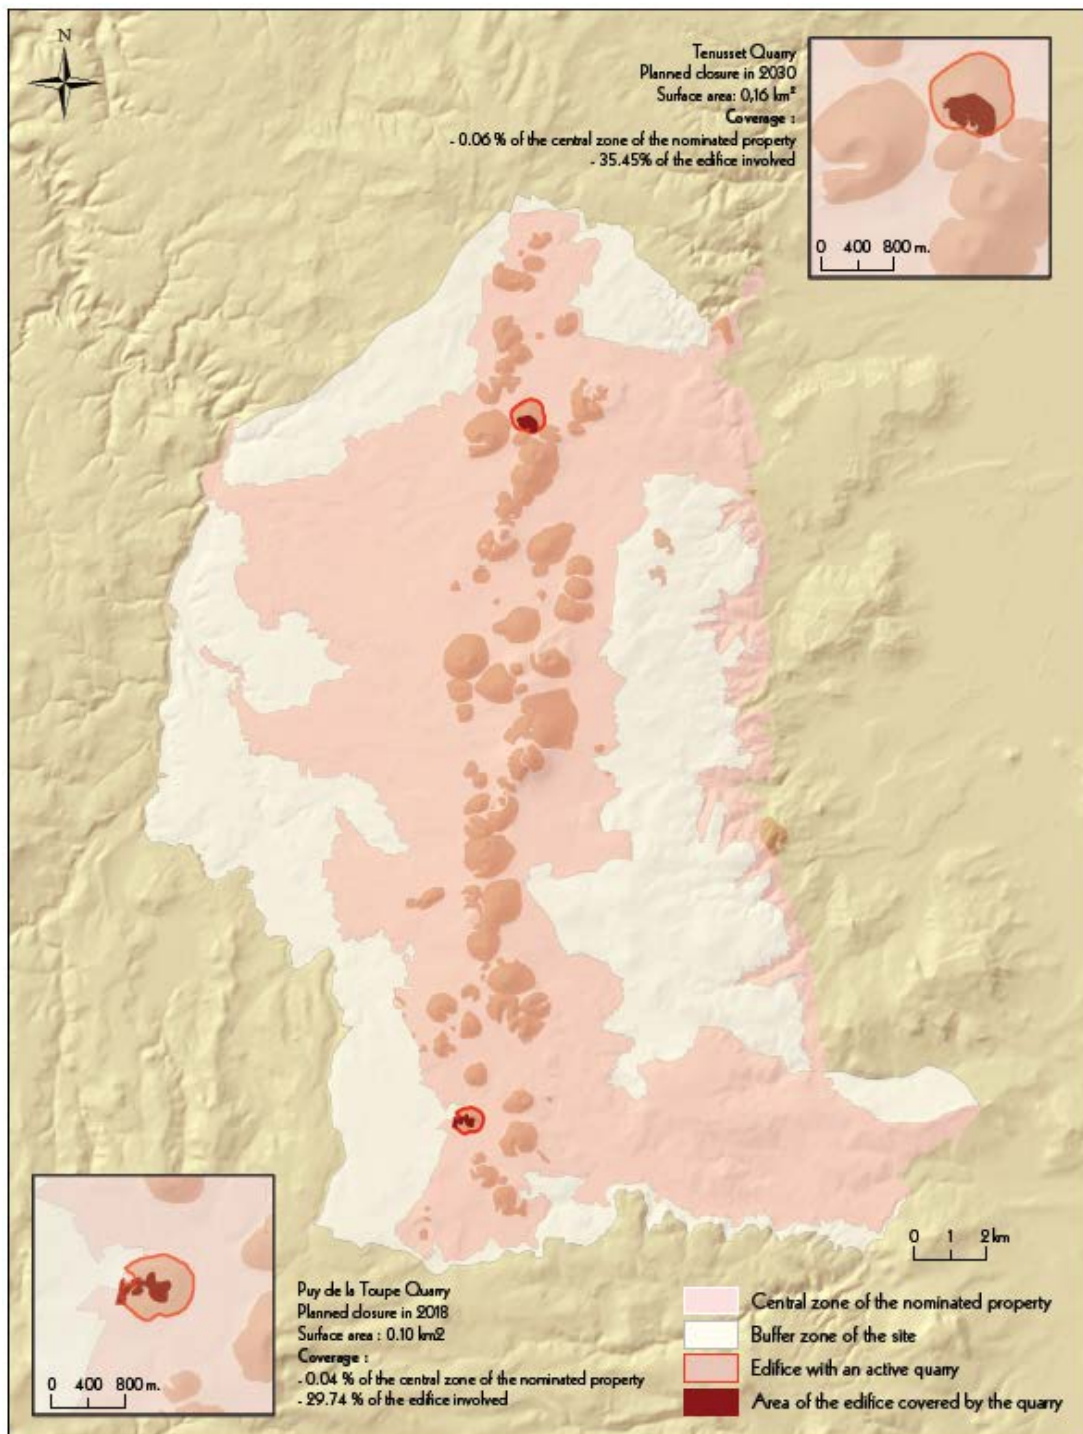 N
Tenusset Quarry
Planned closure in 2030
Surface area: 0,16 km²
Coverage :
- 0.06 % of the central zone of the nominated property
- 35.45% of the edifice involved
0 400 800 m.
0 1 2 km
0 400 800 m.
Puy de la Toupe Quarry
Planned closure in 2018
Surface area : 0.10 km2
Coverage :
- 0.04 % of the central zone of the nominated property
- 29.74 % of the edifice involved
Central zone of the nominated property
Buffer zone of the site
Edifice with an active quarry
Area of the edifice covered by the quarry